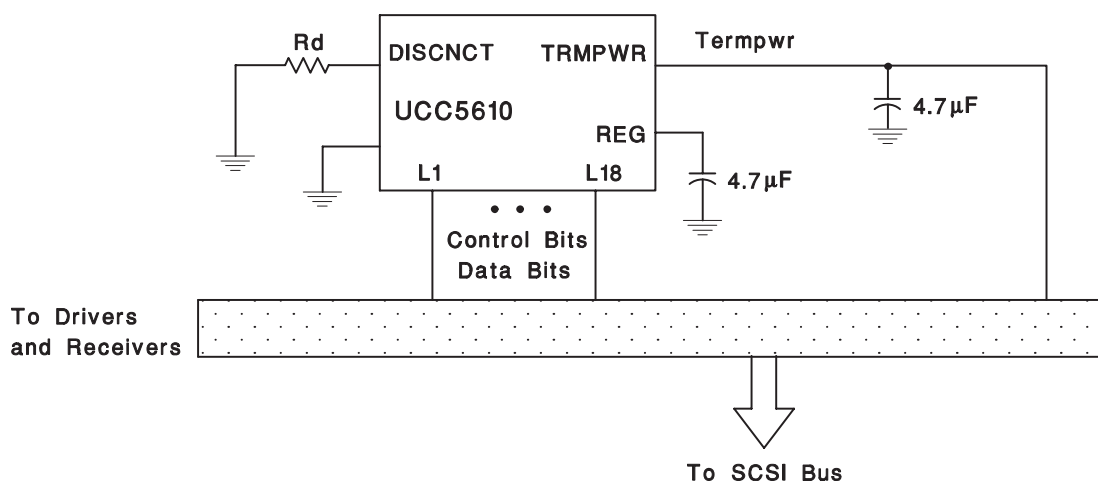 Rd
DISCNCT
TRMPWR
Termpwr
UCC5610
4.7μF
REG
L1
L18
4.7μF
• • •
Control Bits
Data Bits
To Drivers
and Receivers
To SCSI Bus